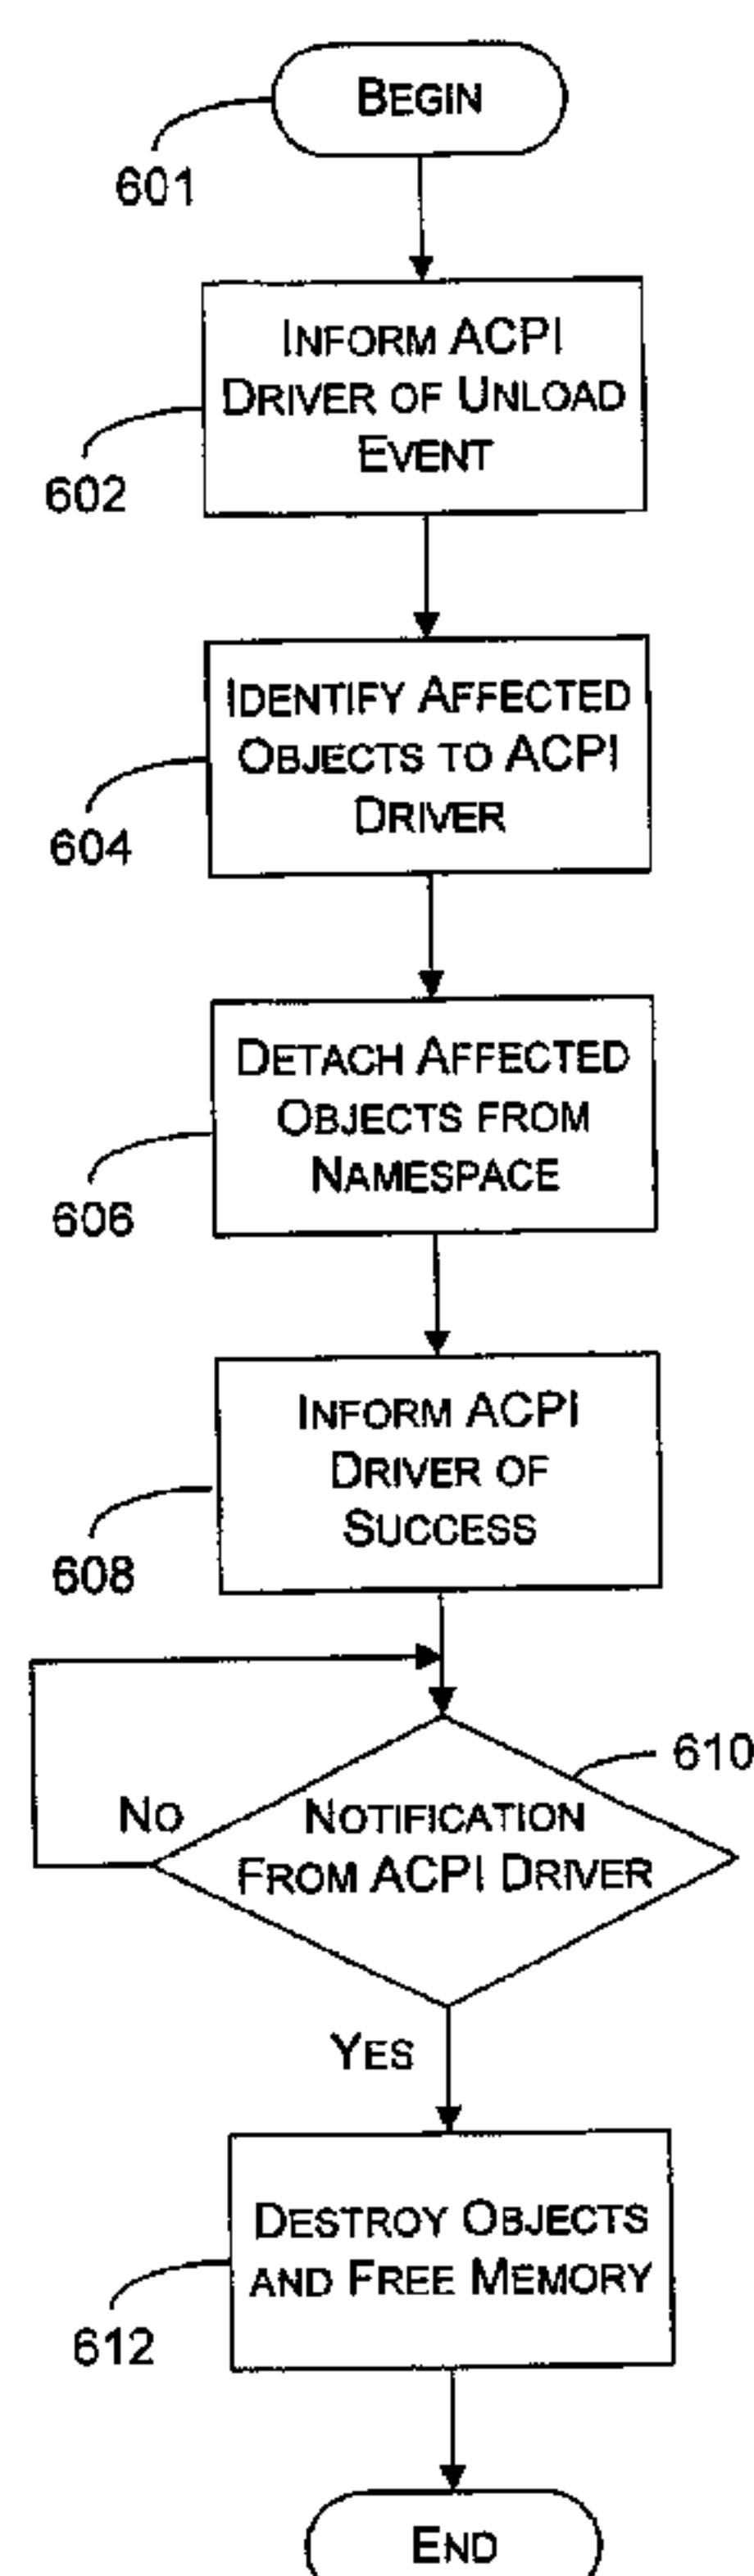 BEGIN
601
INFORM ACPI
DRIVER OF UNLOAD
EVENT
602
IDENTIFY AFFECTED
OBJECTS TO ACPI
DRIVER
604
DETACH AFFECTED
OBJECTS FROM
NAMESPACE
606
INFORM ACPI
DRIVER OF
SUCCESS
608
610
NO
NOTIFICATION
FROM ACPI DRIVER
YES
DESTROY OBJECTS
AND FREE MEMORY
612
END